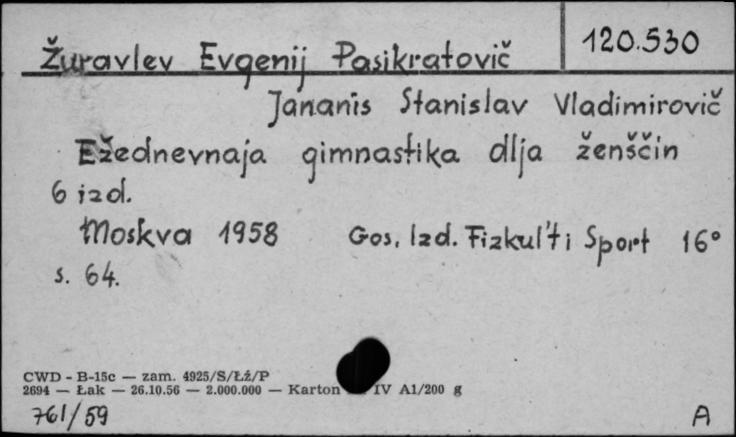 Žuravlev Evgenij Pasikratovič 120.530
Jananis Stanislav Vladimirovič
Ežednevnaja gimnastika dlja ženščin
6 izd.
Moskva 1958 Gos. Izd. Fizkul't i Sport 16°
s. 64.
CWD - B-15c — zam. 4925/S/Łź/P
2694 — Łak — 26.10.56 — 2.000.000 — Karton IV A1/200 g
761/59 A